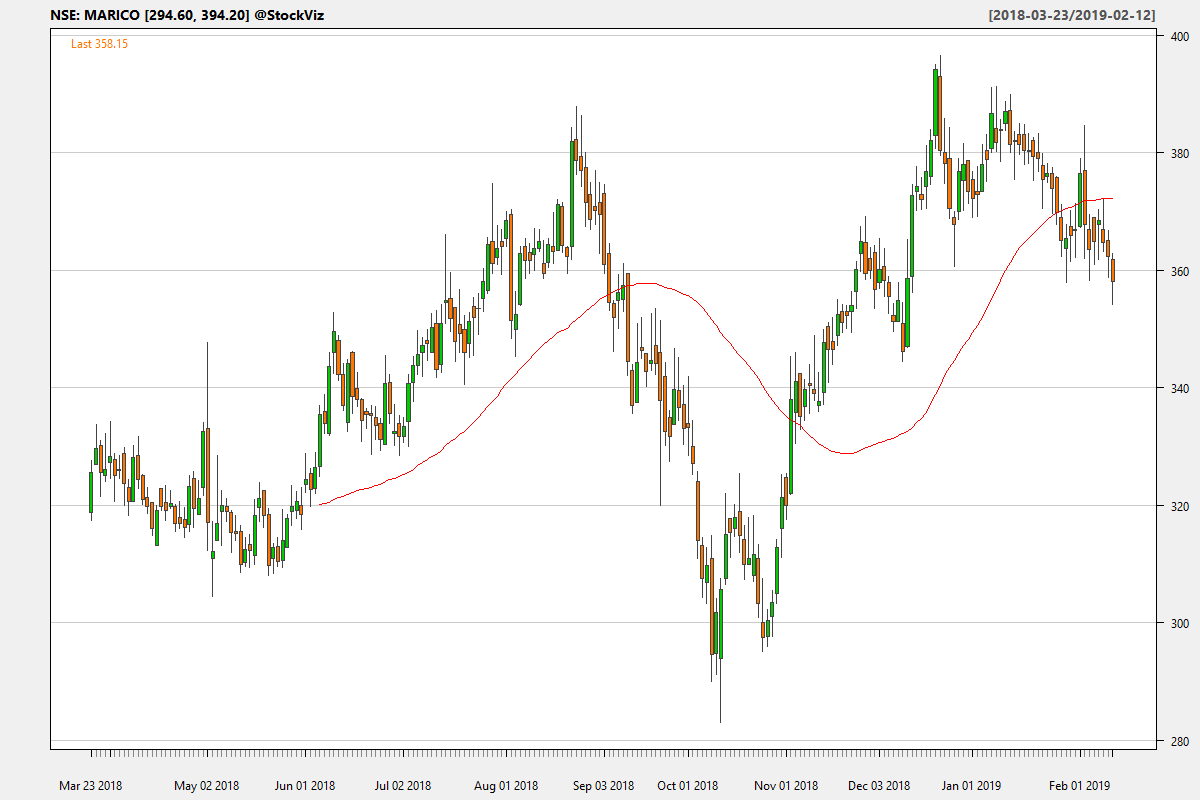 NSE: MARICO [294.60, 394.20] @StockViz
[2018-03-23/2019-02-12]
Last 358.15
400
380
360
340
320
300
280
Mar 23 2018
May 02 2018
Jun 01 2018
Jul 02 2018
Aug 01 2018
Sep 03 2018
Oct 01 2018
Nov 01 2018
Dec 03 2018
Jan 01 2019
Feb 01 2019